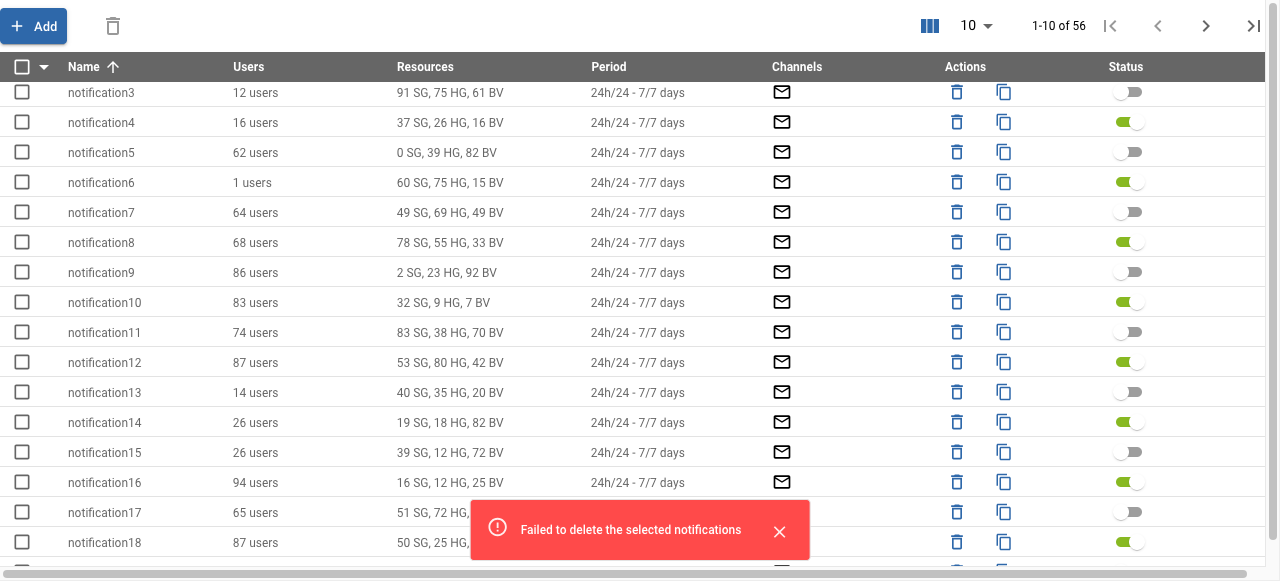 Add
10
1-10 of 56
Name Users Resources Period Channels Actions Status
notification3 12 users 91 SG, 75 HG, 61 BV 24h/24 - 7/7 days
notification4 16 users 37 SG, 26 HG, 16 BV 24h/24 - 7/7 days
notification5 62 users 0 SG, 39 HG, 82 BV 24h/24 - 7/7 days
notification6 1 users 60 SG, 75 HG, 15 BV 24h/24 - 7/7 days
notification7 64 users 49 SG, 69 HG, 49 BV 24h/24 - 7/7 days
notification8 68 users 78 SG, 55 HG, 33 BV 24h/24 - 7/7 days
notification9 86 users 2 SG, 23 HG, 92 BV 24h/24 - 7/7 days
notification10 83 users 32 SG, 9 HG, 7 BV 24h/24 - 7/7 days
notification11 74 users 83 SG, 38 HG, 70 BV 24h/24 - 7/7 days
notification12 87 users 53 SG, 80 HG, 42 BV 24h/24 - 7/7 days
notification13 14 users 40 SG, 35 HG, 20 BV 24h/24 - 7/7 days
notification14 26 users 19 SG, 18 HG, 82 BV 24h/24 - 7/7 days
notification15 26 users 39 SG, 12 HG, 72 BV 24h/24 - 7/7 days
notification16 94 users 16 SG, 12 HG, 25 BV 24h/24 - 7/7 days
notification17 65 users 51 SG, 72 HG,
Failed to delete the selected notifications
notification18 87 users 50 SG, 25 HG,